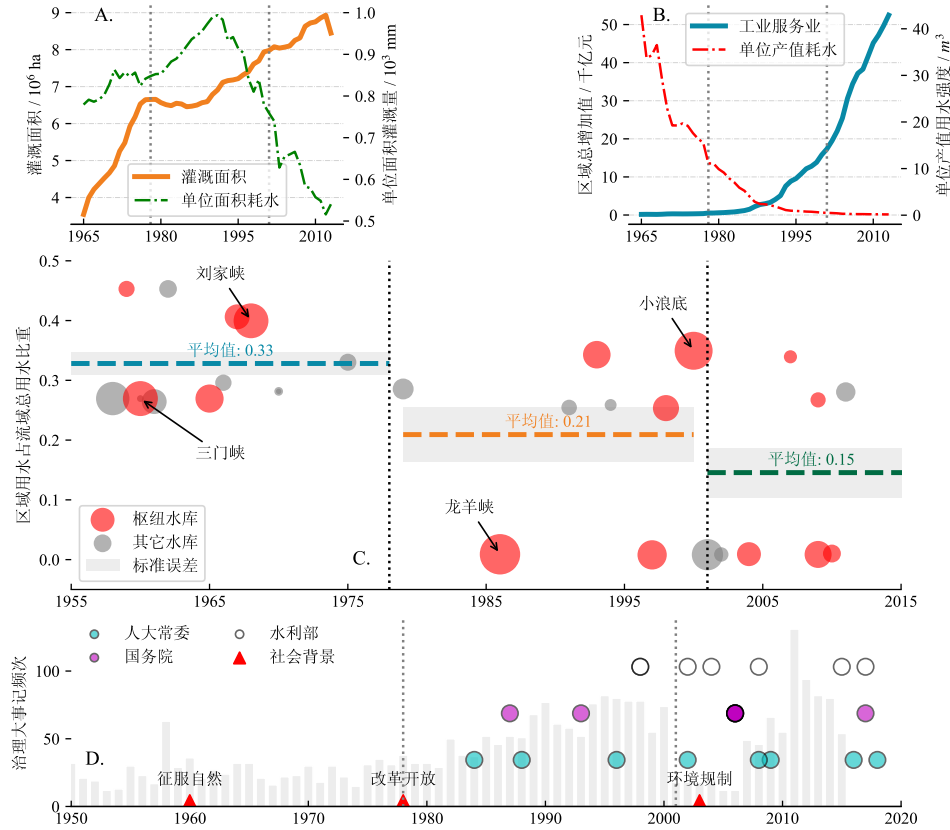 A.
9
8
7
6
5
4
灌溉面积 / 10⁶ ha
1.0
0.9
0.8
0.7
0.6
0.5
单位面积灌溉量 / 10³ mm
灌溉面积
单位面积耗水
1965 1980 1995 2010
B.
50
40
30
20
10
0
区域总增加值 / 千亿元
40
30
20
10
0
单位产值用水强度 / m³
工业服务业
单位产值耗水
1965 1980 1995 2010
C.
0.5
0.4
0.3
0.2
0.1
0.0
区域用水占流域总用水比重
刘家峡
小浪底
平均值: 0.33
平均值: 0.21
三门峡
平均值: 0.15
龙羊峡
枢纽水库
其它水库
标准误差
1955 1965 1975 1985 1995 2005 2015
人大常委 水利部
国务院 社会背景
100
50
0
治理大事记频次
D.
征服自然 改革开放 环境规制
1950 1960 1970 1980 1990 2000 2010 2020